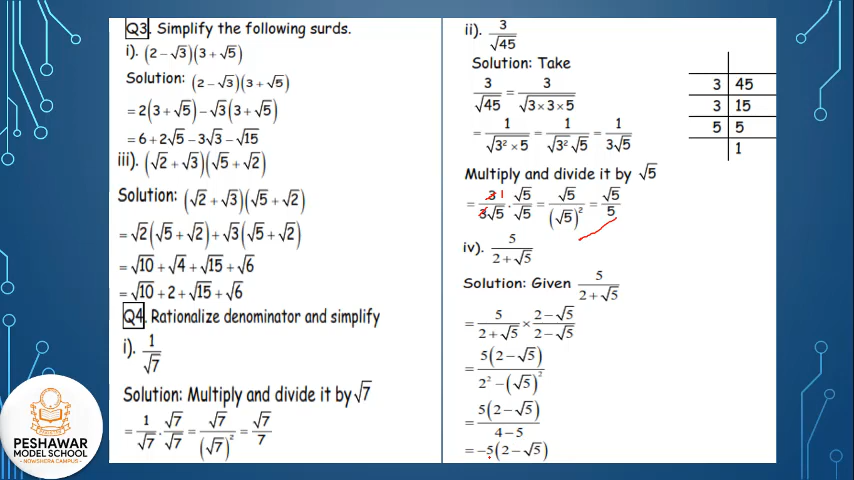 Q3. Simplify the following surds.
i). (2 − √3)(3 + √5)
Solution: (2 − √3)(3 + √5)
= 2(3 + √5) − √3(3 + √5)
= 6 + 2√5 − 3√3 − √15
iii). (√2 + √3)(√5 + √2)
Solution: (√2 + √3)(√5 + √2)
= √2(√5 + √2) + √3(√5 + √2)
= √10 + √4 + √15 + √6
= √10 + 2 + √15 + √6
Q4. Rationalize denominator and simplify
i). 1/√7
Solution: Multiply and divide it by √7
= 1/√7 . √7/√7 = √7/(√7)² = √7/7
ii). 3/√45
Solution: Take
3/√45 = 3/√(3×3×5)
= 1/√(3² × 5) = 1/(√3² √5) = 1/(3√5)
3 | 45
3 | 15
5 | 5
| 1
Multiply and divide it by √5
= 3 1/(3√5) . √5/√5 = √5/(√5)² = √5/5
iv). 5/(2 + √5)
Solution: Given 5/(2 + √5)
= 5/(2 + √5) × (2 − √5)/(2 − √5)
= 5(2 − √5)/(2² − (√5)²)
= 5(2 − √5)/(4 − 5)
= −5(2 − √5)
PESHAWAR
MODEL SCHOOL
NOWSHERA CAMPUS